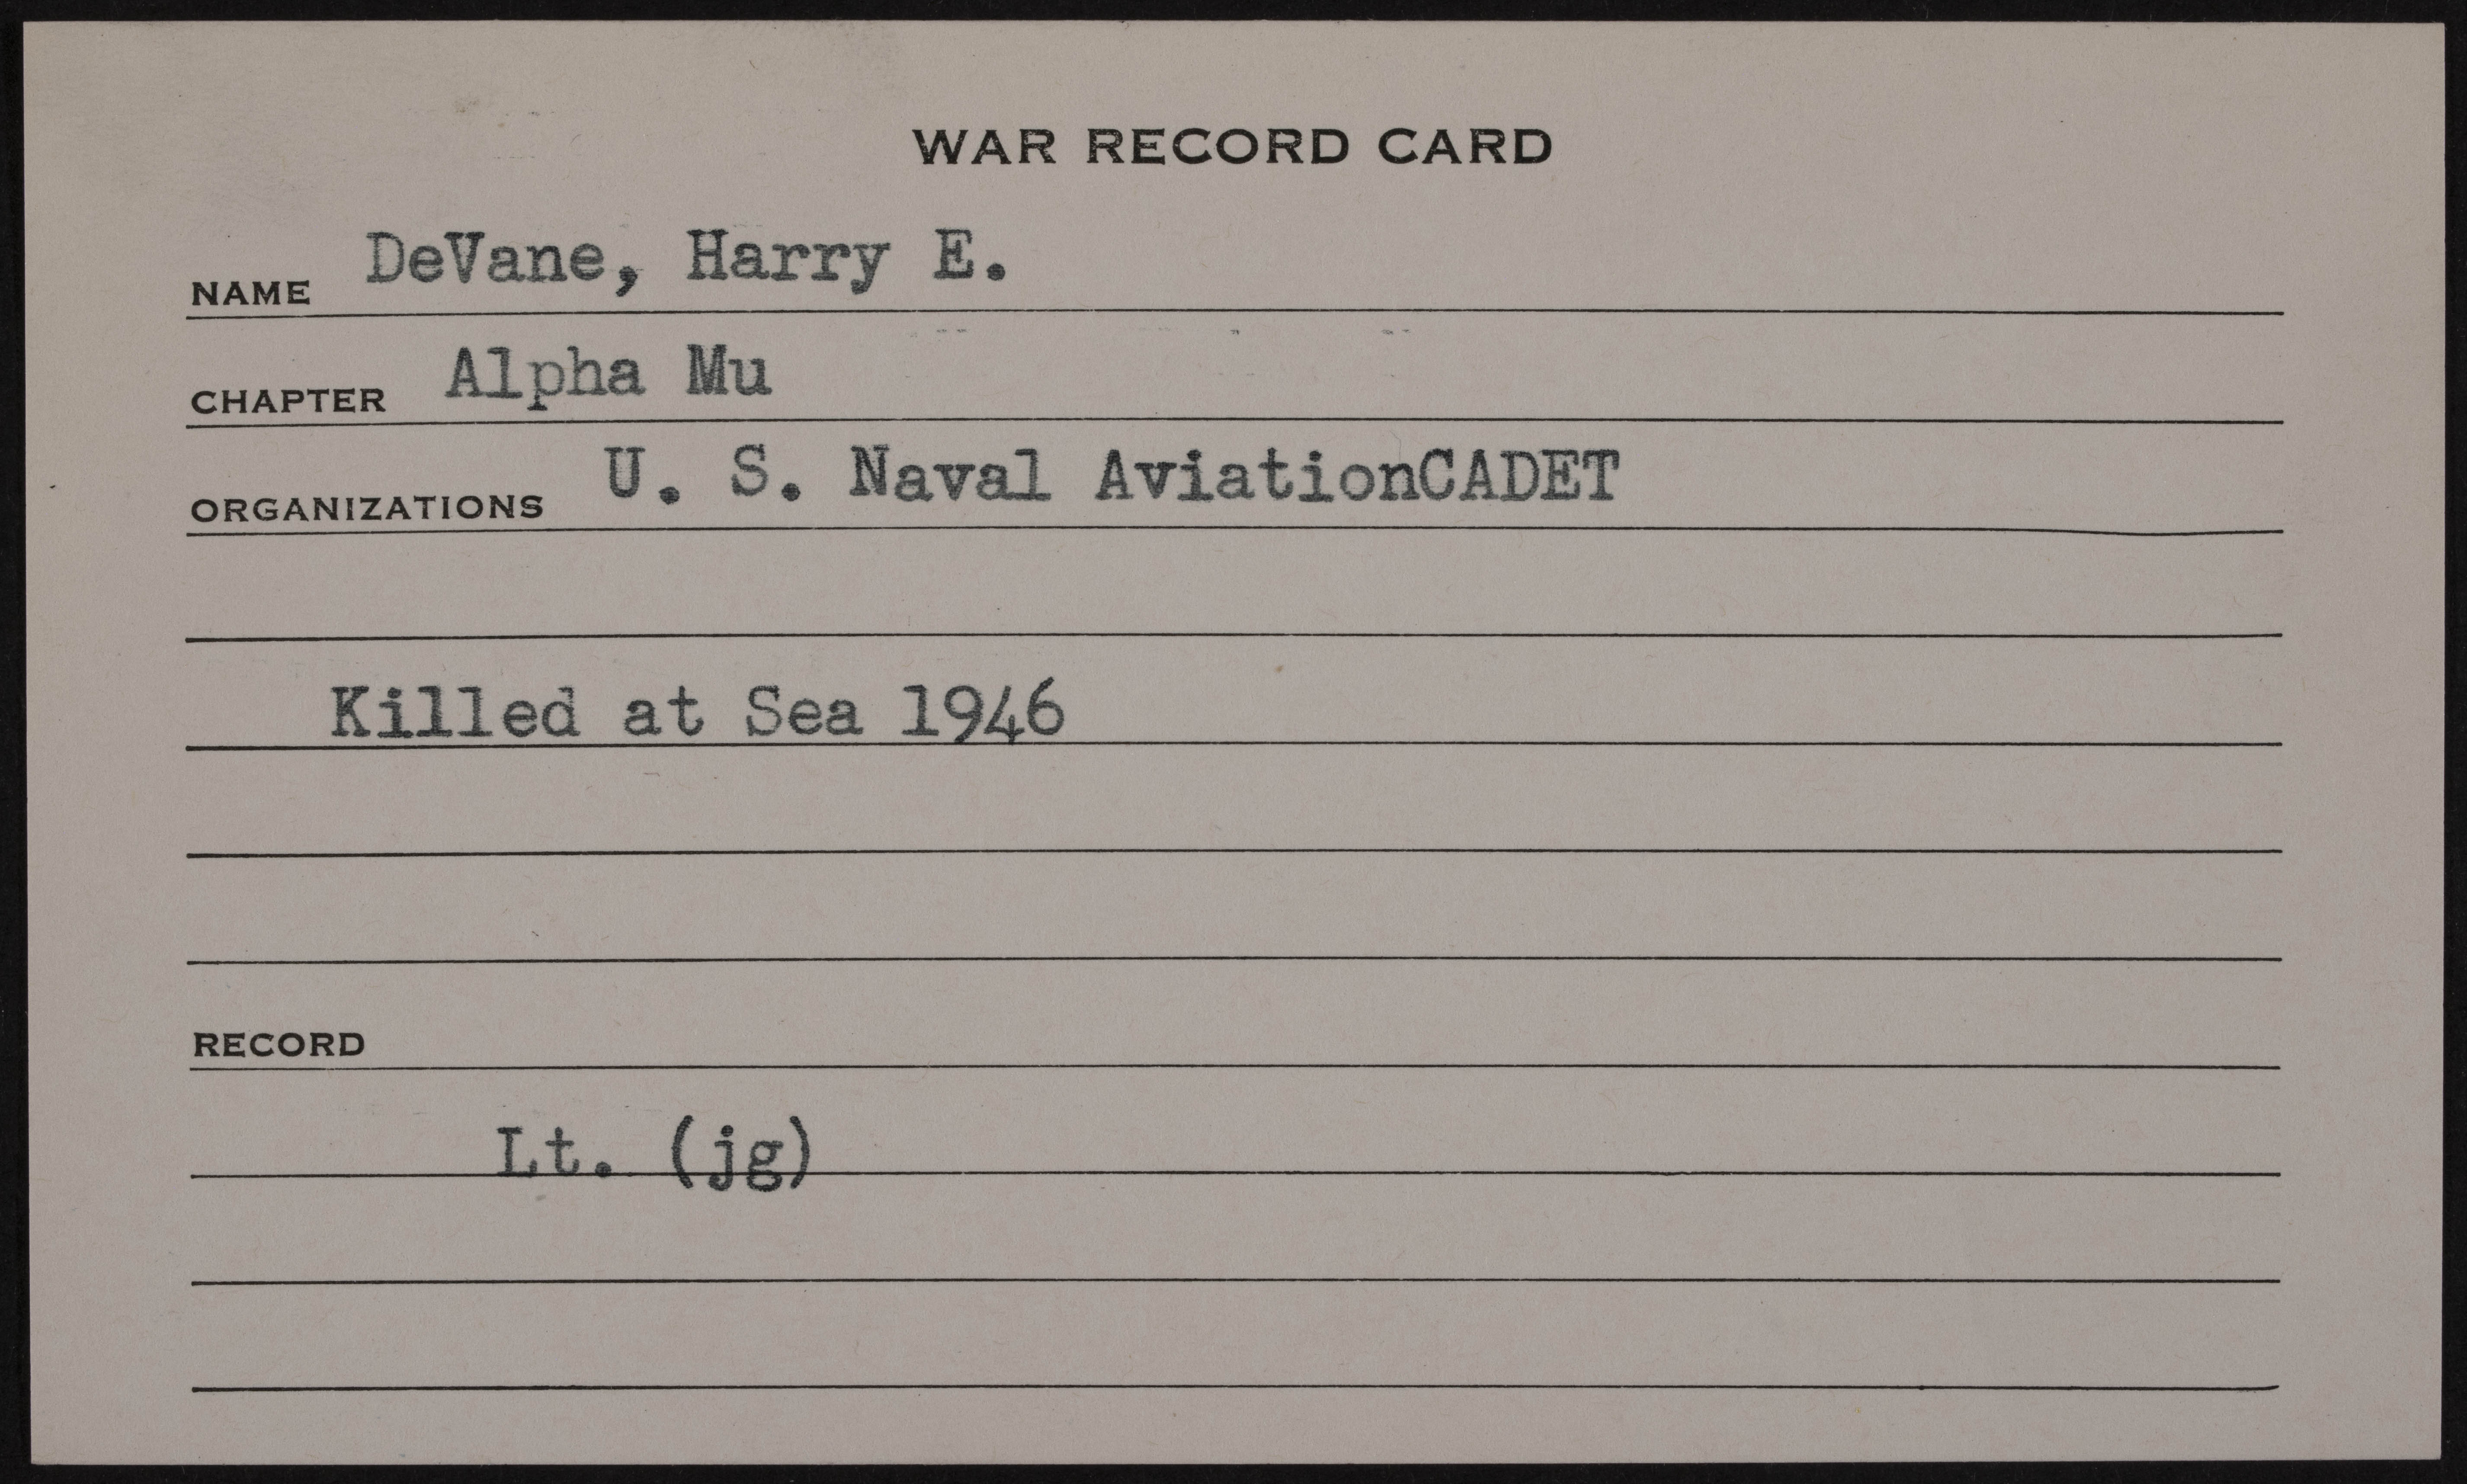 WAR RECORD CARD
NAME DeVane, Harry E.
CHAPTER Alpha Mu
ORGANIZATIONS U. S. Naval AviationCADET
Killed at Sea 1946
RECORD
Lt. (jg)